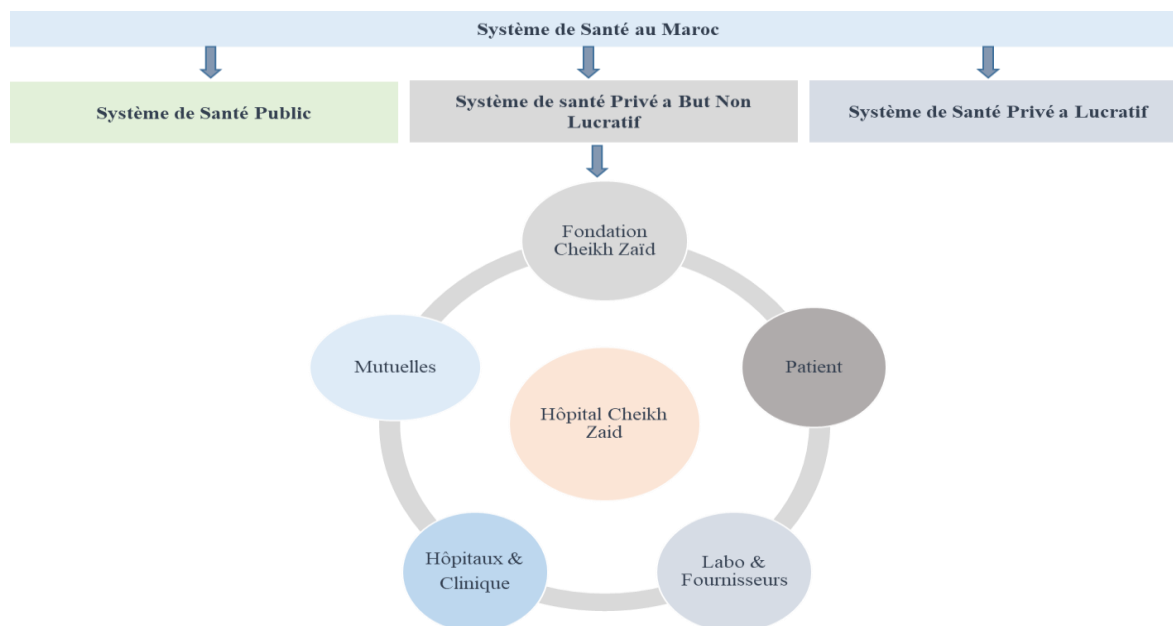 Système de Santé au Maroc
Système de Santé Public
Système de santé Privé a But Non
Lucratif
Système de Santé Privé a Lucratif
Fondation
Cheikh Zaïd
Mutuelles
Patient
Hôpital Cheikh
Zaid
Hôpitaux &
Clinique
Labo &
Fournisseurs